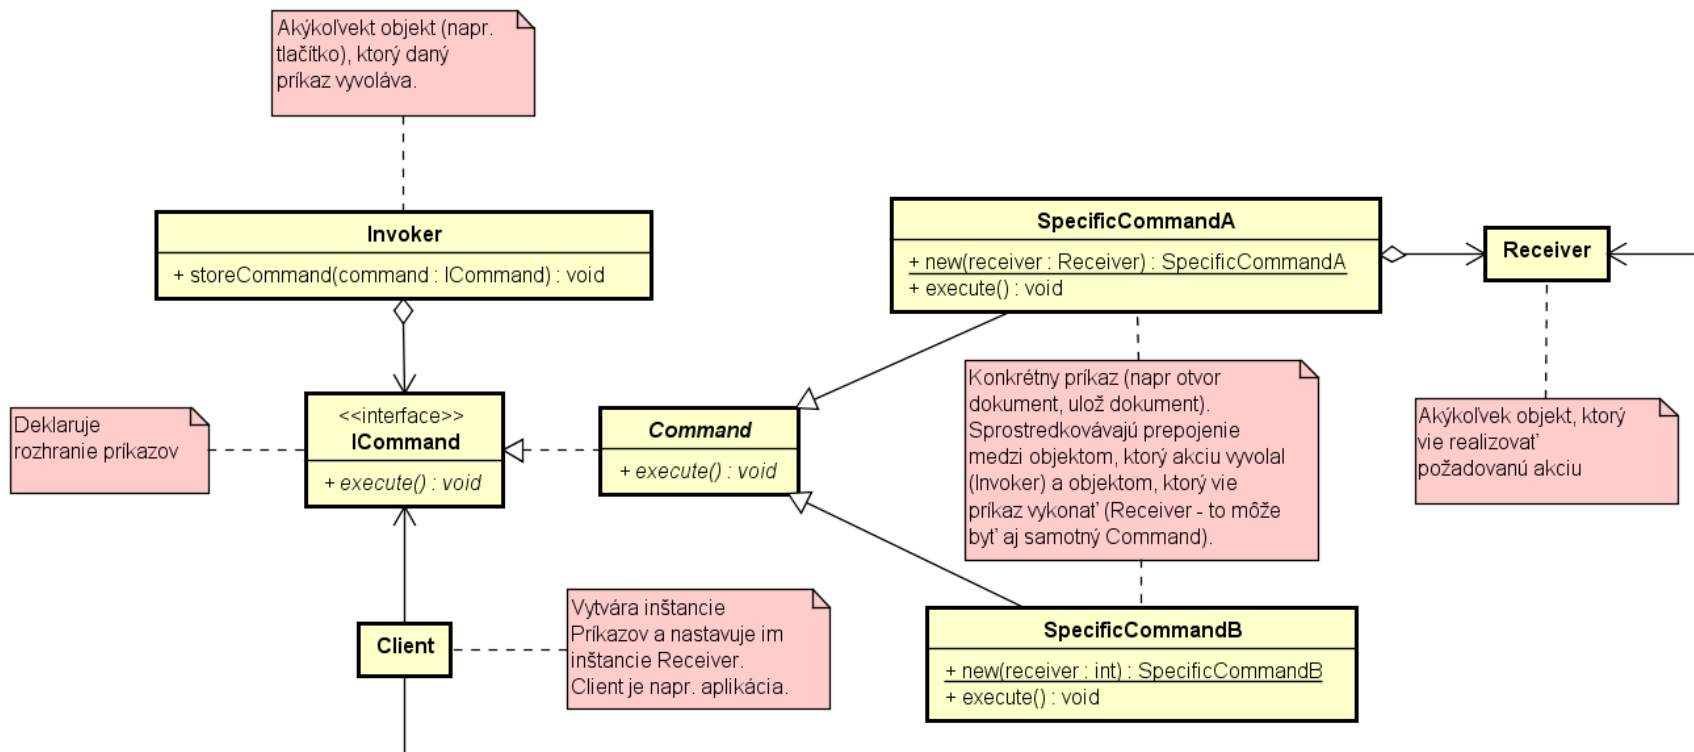 Akýkoľvekt objekt (napr.
tlačítko), ktorý daný
príkaz vyvoláva.
Invoker
+ storeCommand(command : ICommand) : void
SpecificCommandA
+ new(receiver : Receiver) : SpecificCommandA
+ execute() : void
Receiver
Deklaruje
rozhranie príkazov
<<interface>>
ICommand
+ execute() : void
Command
+ execute() : void
Konkrétny príkaz (napr otvor
dokument, ulož dokument).
Sprostredkovávajú prepojenie
medzi objektom, ktorý akciu vyvolal
(Invoker) a objektom, ktorý vie
príkaz vykonať (Receiver - to môže
byť aj samotný Command).
Akýkoľvek objekt, ktorý
vie realizovať
požadovanú akciu
Client
Vytvára inštancie
Príkazov a nastavuje im
inštancie Receiver.
Client je napr. aplikácia.
SpecificCommandB
+ new(receiver : int) : SpecificCommandB
+ execute() : void